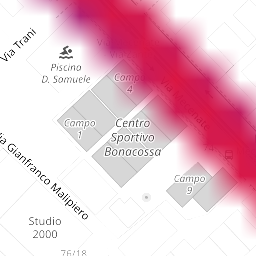 Via Trani
Piscina
D. Samuele
Campo
4
Campo
1
Centro
Sportivo
Bonacossa
Via Gianfranco Malipiero
Campo
9
Studio
2000
76/18